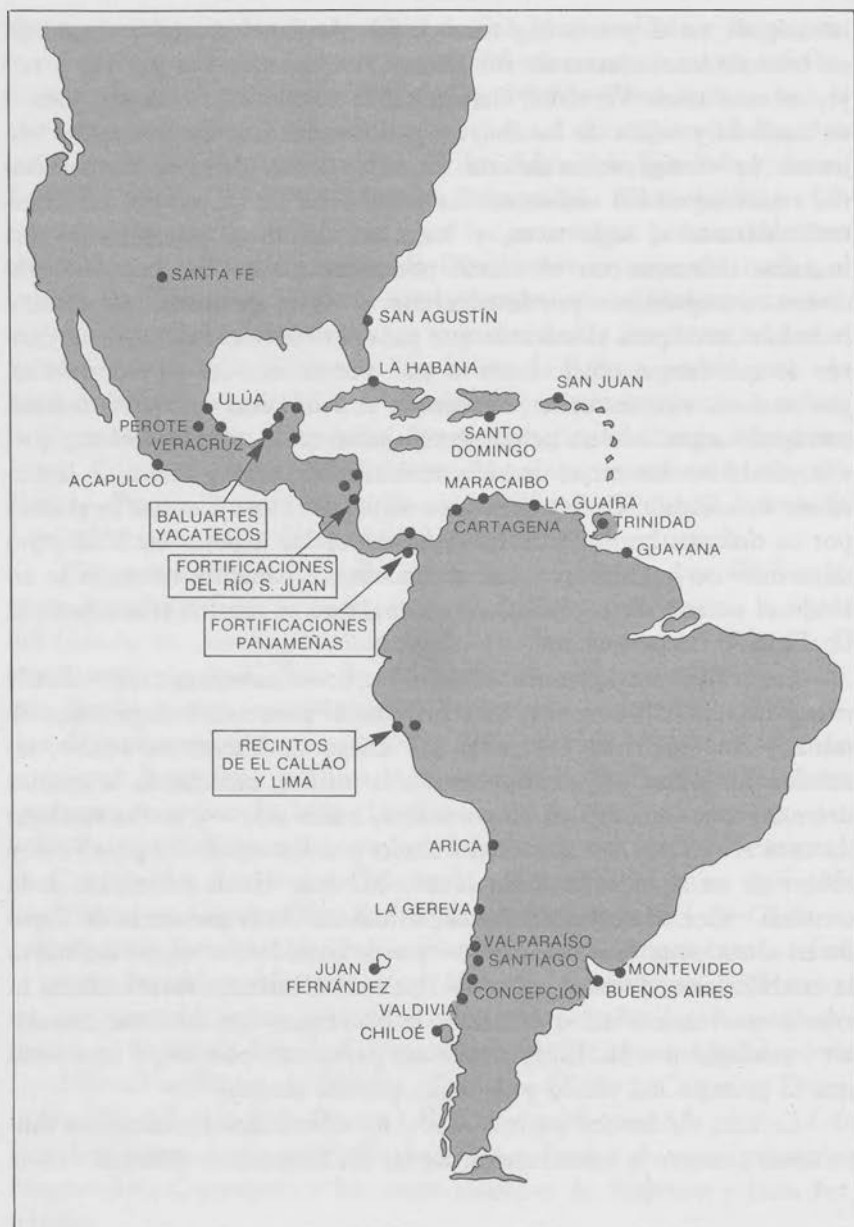 SANTA FE
SAN AGUSTÍN
LA HABANA
SAN JUAN
ULÚA
PEROTE
VERACRUZ
SANTO
DOMINGO
ACAPULCO
MARACAIBO
LA GUAIRA
CARTAGENA
TRINIDAD
BALUARTES
YACATECOS
GUAYANA
FORTIFICACIONES
DEL RÍO S. JUAN
FORTIFICACIONES
PANAMEÑAS
RECINTOS
DE EL CALLAO
Y LIMA
ARICA
LA GEREVA
VALPARAÍSO
SANTIAGO
JUAN
FERNÁNDEZ
MONTEVIDEO
CONCEPCIÓN
BUENOS AIRES
VALDIVIA
CHILOÉ